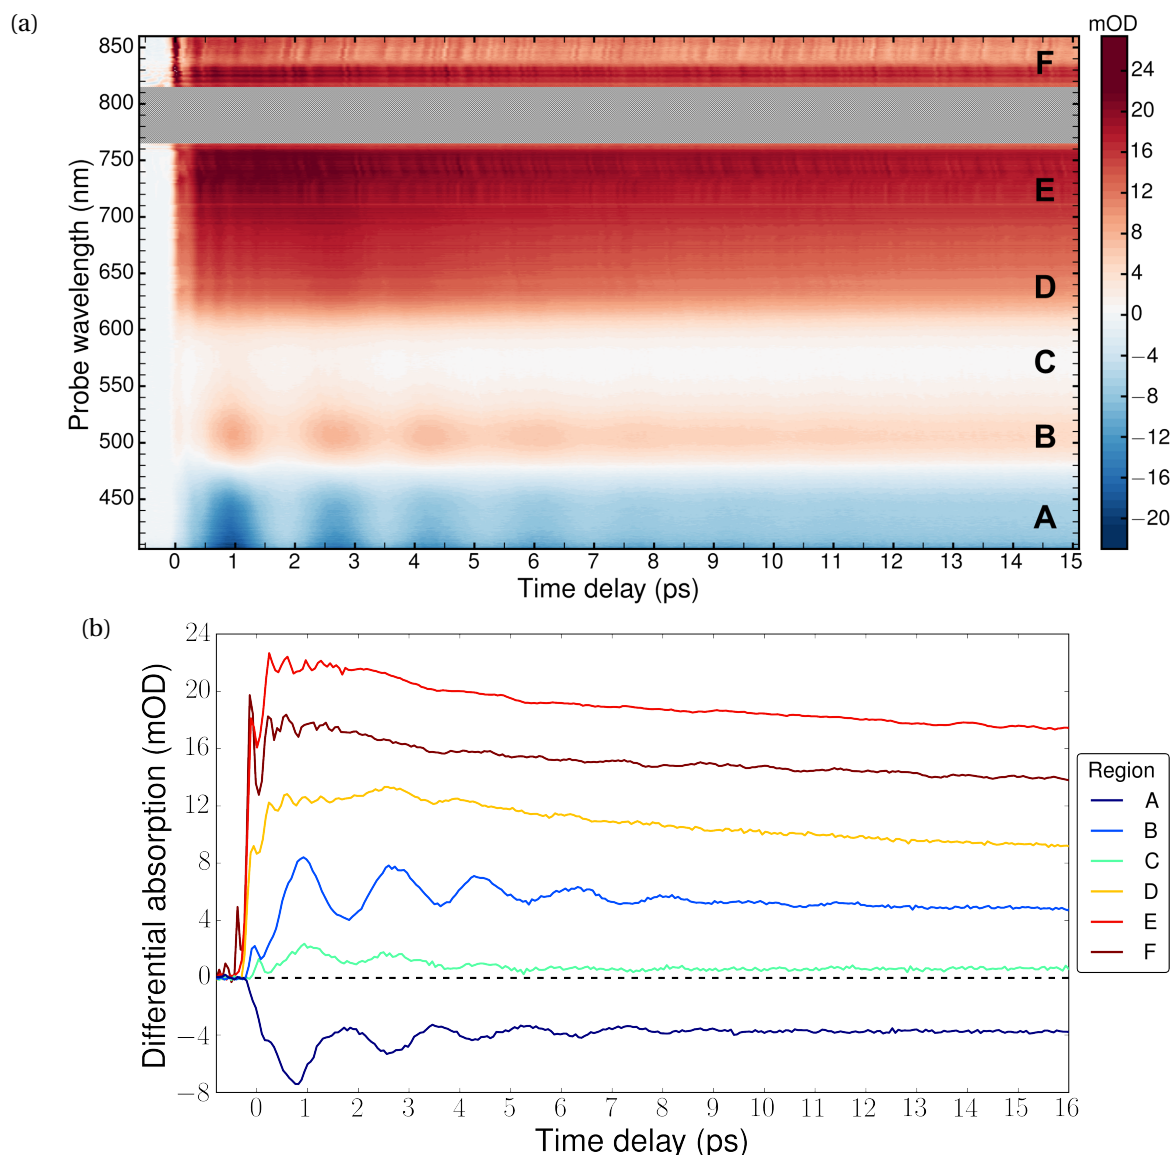 (a)
mOD
850
800
750
700
650
600
550
500
450
Probe wavelength (nm)
F
E
D
C
B
A
24
20
16
12
8
4
0
−4
−8
−12
−16
−20
0 1 2 3 4 5 6 7 8 9 10 11 12 13 14 15
Time delay (ps)
(b)
24
20
16
12
8
4
0
−4
−8
Differential absorption (mOD)
Region
A
B
C
D
E
F
0 1 2 3 4 5 6 7 8 9 10 11 12 13 14 15 16
Time delay (ps)